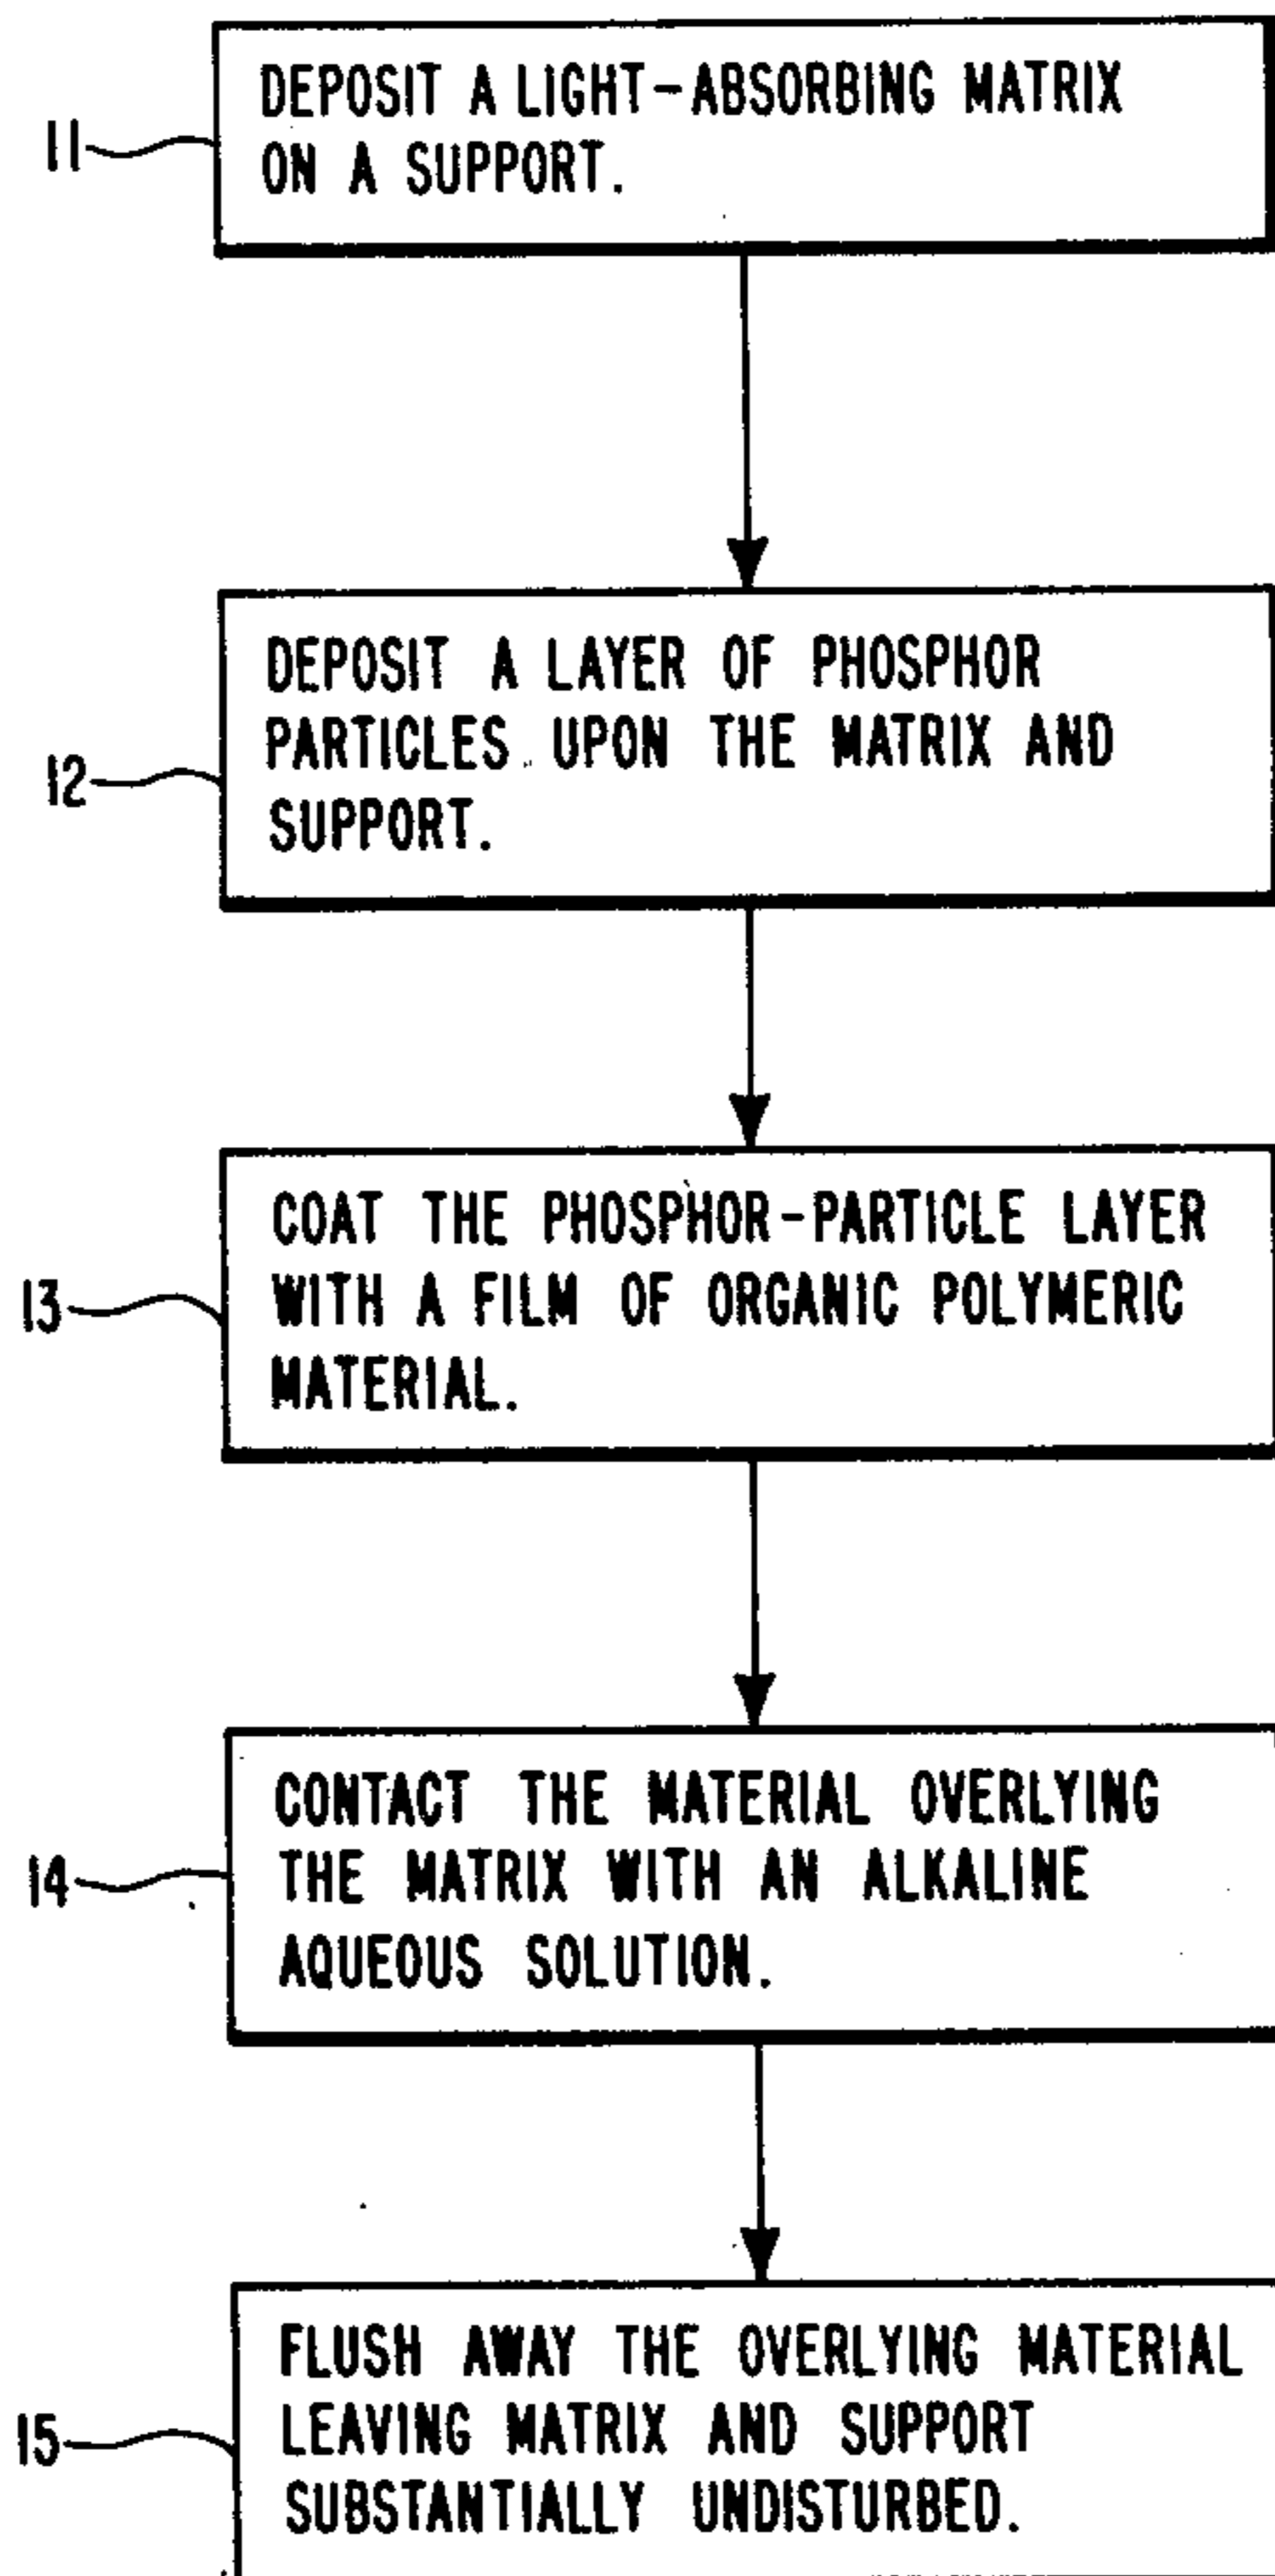 DEPOSIT A LIGHT-ABSORBING MATRIX
11
ON A SUPPORT.
DEPOSIT A LAYER OF PHOSPHOR
PARTICLES UPON THE MATRIX AND
12
SUPPORT.
COAT THE PHOSPHOR-PARTICLE LAYER
13
WITH A FILM OF ORGANIC POLYMERIC
MATERIAL.
CONTACT THE MATERIAL OVERLYING
14
THE MATRIX WITH AN ALKALINE
AQUEOUS SOLUTION.
FLUSH AWAY THE OVERLYING MATERIAL
15
LEAVING MATRIX AND SUPPORT
SUBSTANTIALLY UNDISTURBED.